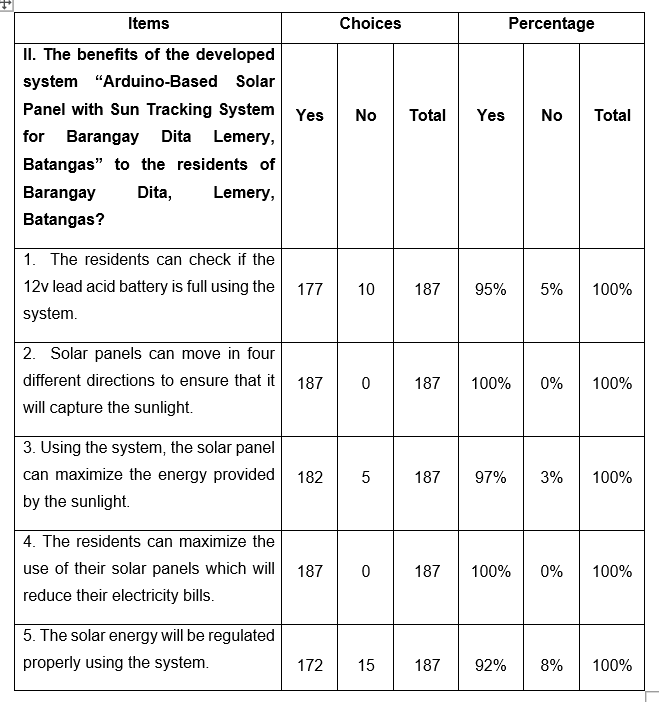 Items Choices Percentage
II. The benefits of the developed
system “Arduino-Based Solar
Panel with Sun Tracking System
for Barangay Dita Lemery,
Batangas” to the residents of
Barangay Dita, Lemery,
Batangas?
Yes No Total Yes No Total
1. The residents can check if the
12v lead acid battery is full using the
system.
177 10 187 95% 5% 100%
2. Solar panels can move in four
different directions to ensure that it
will capture the sunlight.
187 0 187 100% 0% 100%
3. Using the system, the solar panel
can maximize the energy provided
by the sunlight.
182 5 187 97% 3% 100%
4. The residents can maximize the
use of their solar panels which will
reduce their electricity bills.
187 0 187 100% 0% 100%
5. The solar energy will be regulated
properly using the system.
172 15 187 92% 8% 100%